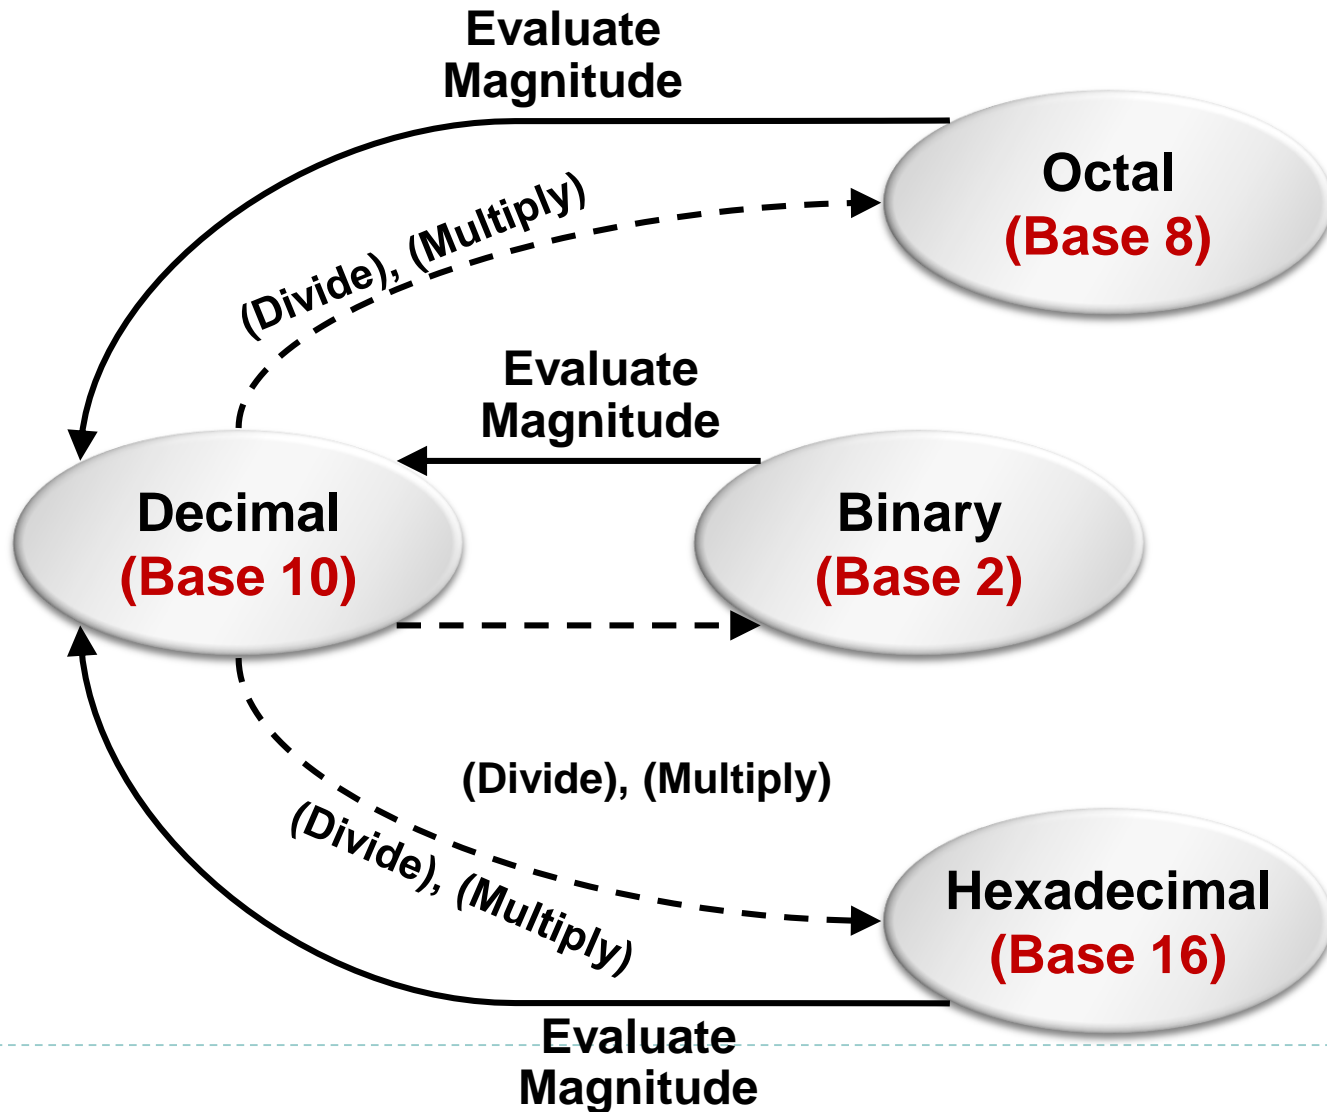 Evaluate
Magnitude
Octal
(Base 8)
(Divide), (Multiply)
Evaluate
Magnitude
Decimal
(Base 10)
Binary
(Base 2)
(Divide), (Multiply)
(Divide), (Multiply)
Hexadecimal
(Base 16)
Evaluate
Magnitude